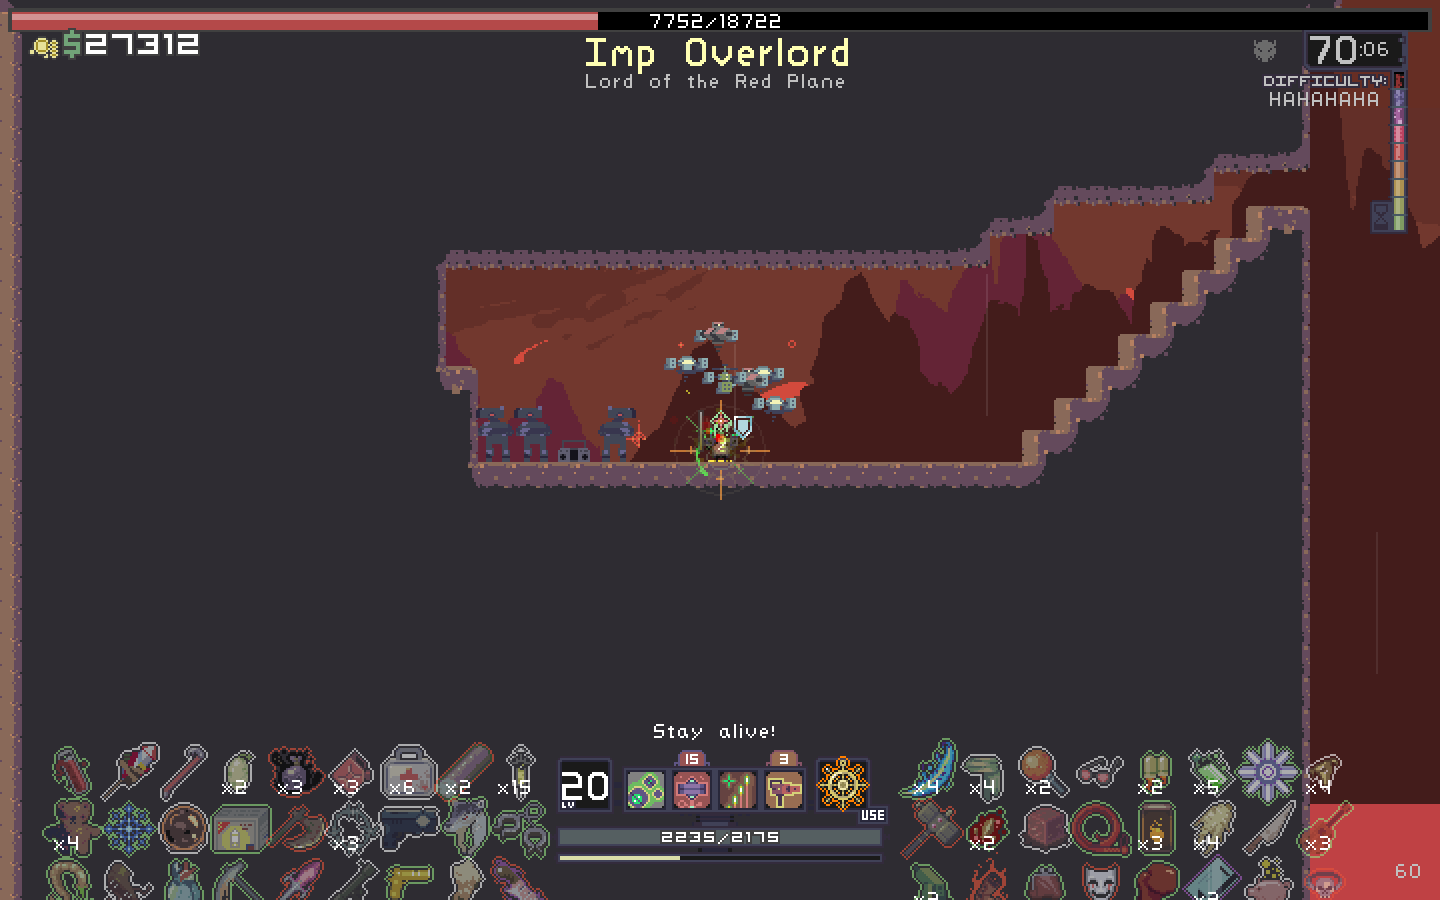 7752/18722
$27312
Imp Overlord
Lord of the Red Plane
70:06
DIFFICULTY:
HAHAHAHA
Stay alive!
15
3
20
LV
USE
2235/2175
x2
x3
x3
x6
x2
x15
x4
x4
x2
x2
x5
x4
x4
x3
x2
x3
x4
x3
60